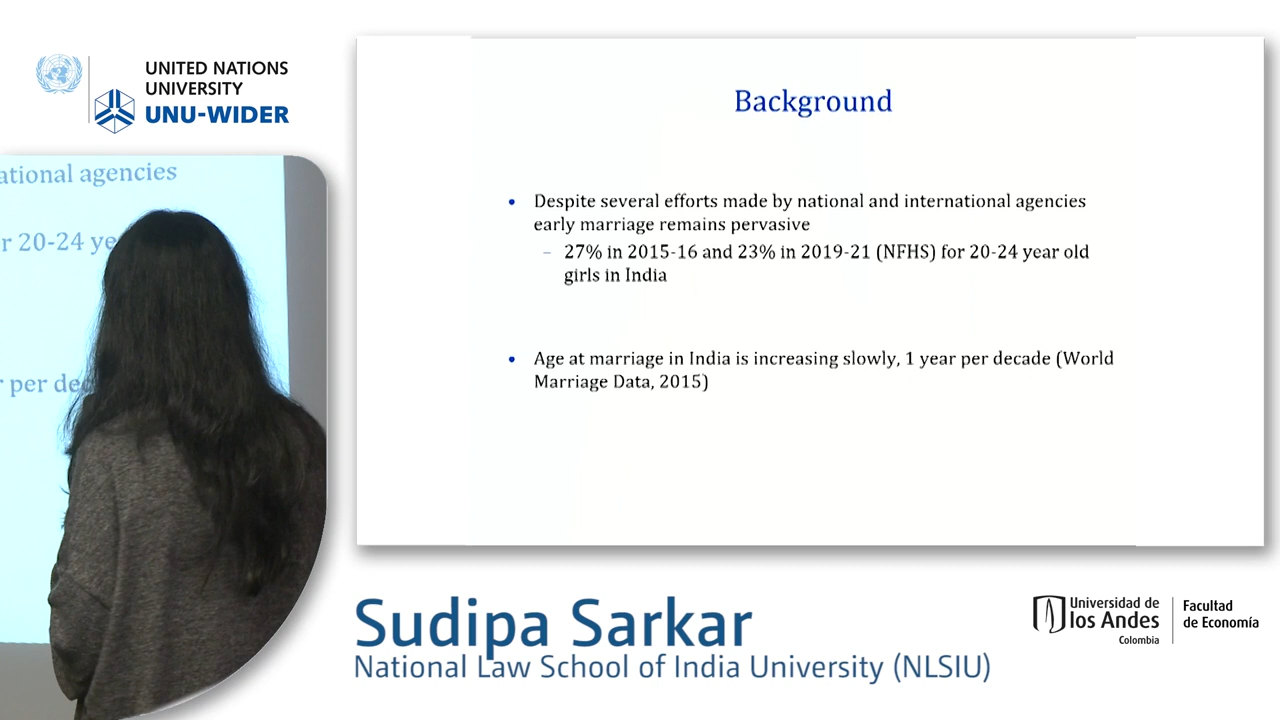 UNITED NATIONS
UNIVERSITY
UNU-WIDER
ational agencies
r 20-24 ye
per dec
Background
• Despite several efforts made by national and international agencies
early marriage remains pervasive
– 27% in 2015-16 and 23% in 2019-21 (NFHS) for 20-24 year old
girls in India
• Age at marriage in India is increasing slowly, 1 year per decade (World
Marriage Data, 2015)
Sudipa Sarkar
National Law School of India University (NLSIU)
Universidad de
los Andes
Colombia
Facultad
de Economía